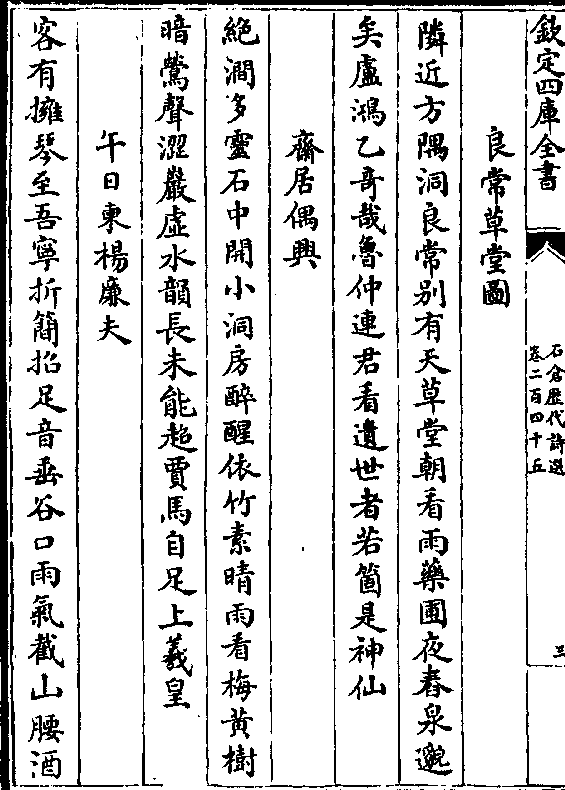 欽定四庫全書
石倉歷代詩選
卷二百四十五
三
良常草堂圖
隣近方隅洞良常别有天草堂朝看雨藥圃夜舂泉邈
矣盧鴻乙奇哉魯仲連君看遺世者若箇是神仙
齋居偶興
絶澗多靈石中開小洞房醉醒依竹素晴雨看梅黄樹
暗鶯聲澀巖虚水韻長未能超賈馬自足上羲皇
午日柬楊廉夫
客有擁琴至吾寧折簡招足音垂谷口雨氣截山腰酒